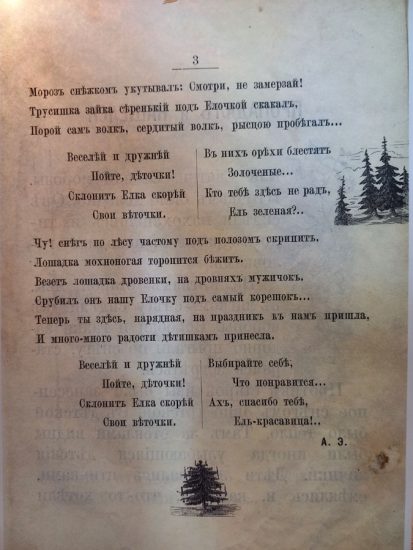 3
Морозъ снѣжкомъ укутывалъ: Смотри, не замерзай!
Трусишка зайка сѣренькій подъ Елочкой скакалъ,
Порой самъ волкъ, сердитый волкъ, рысцою пробѣгалъ...
Веселѣй и дружнѣй
Пойте, дѣточки!
Склонитъ Елка скорѣй
Свои вѣточки.
Въ нихъ орѣхи блестятъ
Золоченые...
Кто тебѣ здѣсь не радъ,
Ель зеленая?..
Чу! снѣгъ по лѣсу частому подъ полозомъ скрипитъ.
Лошадка мохноногая торопится бѣжитъ.
Везетъ лошадка дровенки, на дровняхъ мужичокъ.
Срубилъ онъ нашу Елочку подъ самый корешокъ...
Теперь ты здѣсь, нарядная, на праздникъ къ намъ пришла,
И много-много радости дѣтишкамъ принесла.
Веселѣй и дружнѣй
Пойте, дѣточки!
Склонитъ Елка скорѣй
Свои вѣточки.
Выбирайте себѣ,
Что понравится...
Ахъ, спасибо тебѣ,
Ель-красавица!..
А. Э.